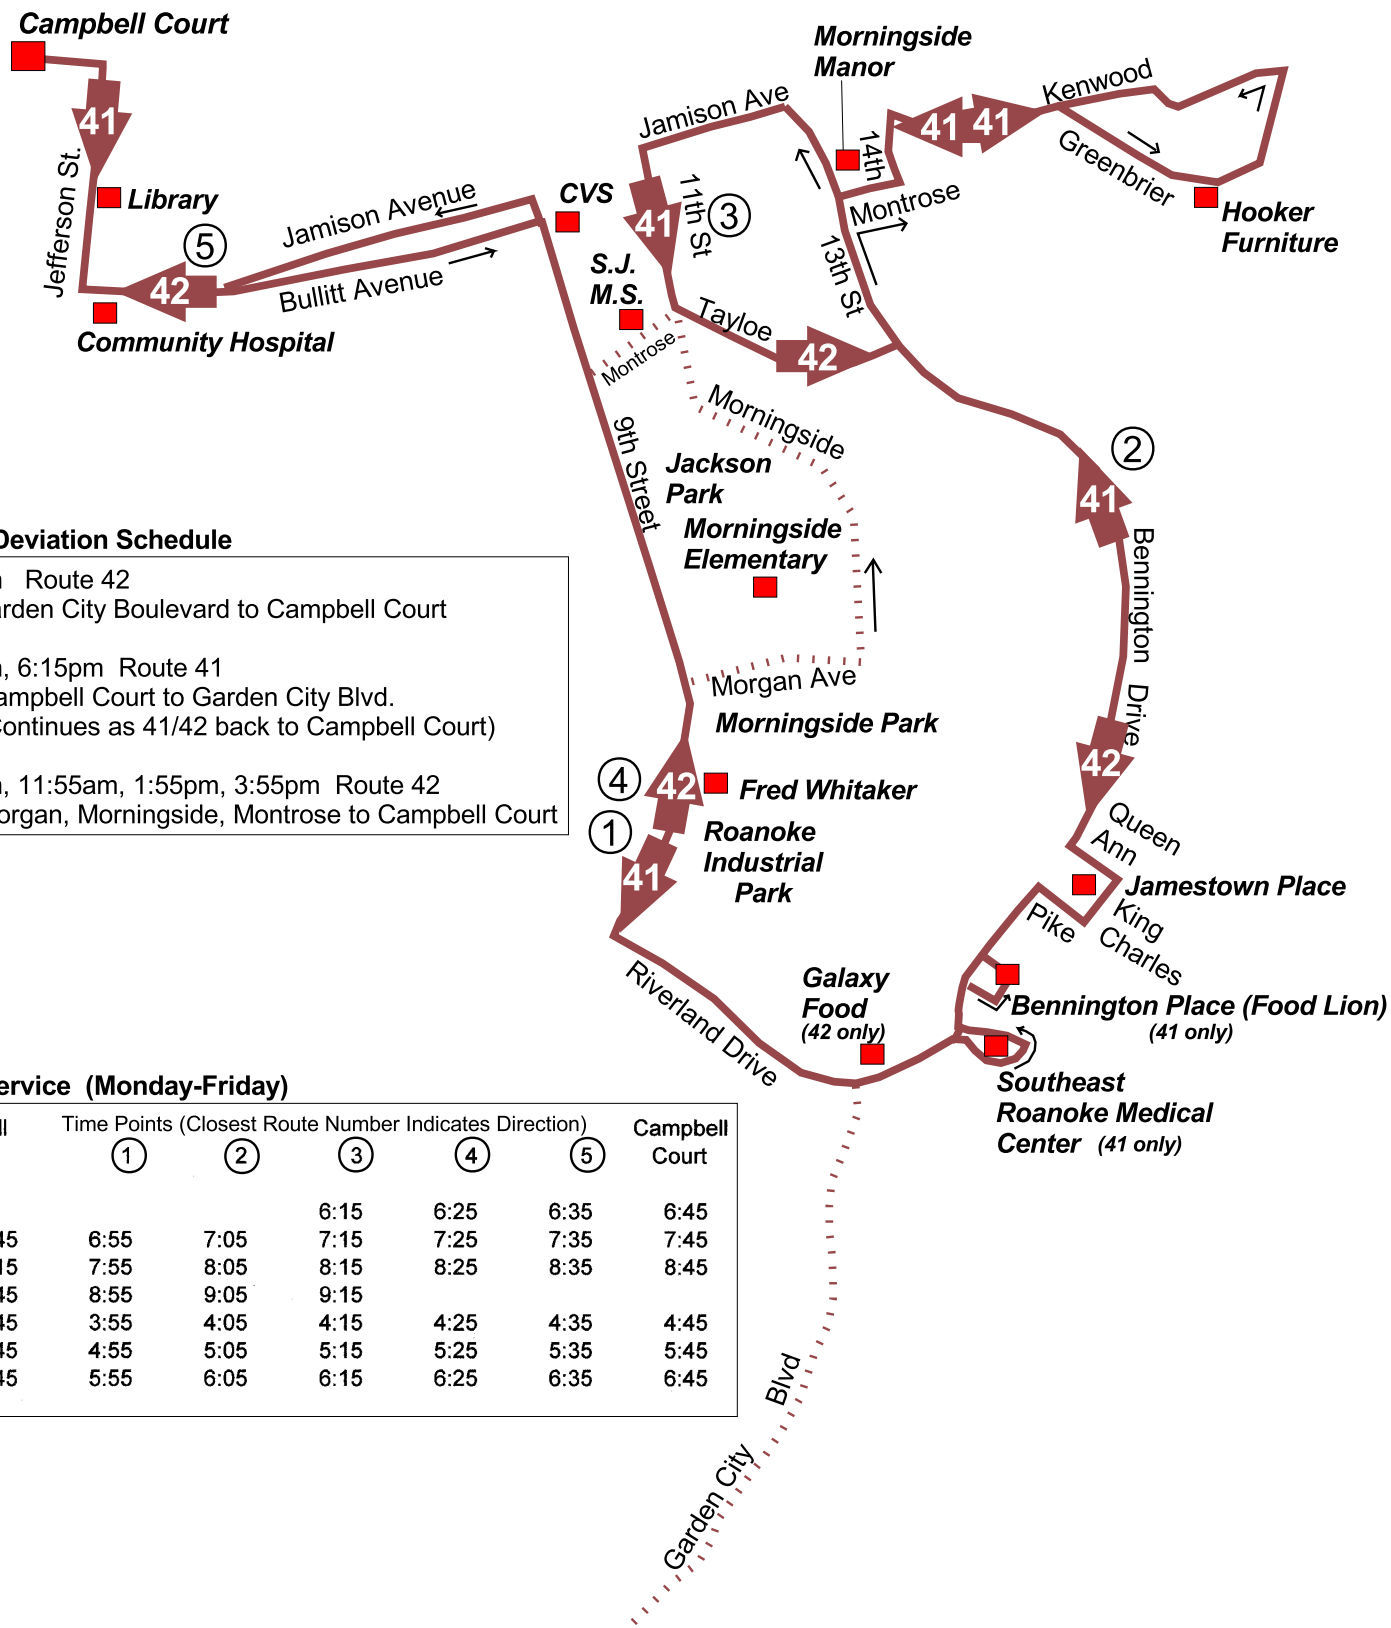 Campbell Court
Morningside
Manor
Kenwood
Jamison Ave
41
41
41
14th
Greenbrier
Jefferson St.
Library
CVS
11th St
3
Montrose
Hooker
Furniture
Jamison Avenue
41
5
13th St
S.J.
M.S.
42
Bullitt Avenue
Community Hospital
Tayloe
Montrose
42
Morningside
9th Street
2
Jackson
Park
41
Morningside
Elementary
Bennington Drive
Deviation Schedule
Route 42
arden City Boulevard to Campbell Court
, 6:15pm Route 41
ampbell Court to Garden City Blvd.
Continues as 41/42 back to Campbell Court)
, 11:55am, 1:55pm, 3:55pm Route 42
organ, Morningside, Montrose to Campbell Court
Morgan Ave
Morningside Park
42
4
42
Fred Whitaker
1
Roanoke
Industrial
Park
41
Queen
Ann
Jamestown Place
King
Charles
Pike
Riverland Drive
Galaxy
Food
(42 only)
Bennington Place (Food Lion)
(41 only)
Southeast
Roanoke Medical
Center (41 only)
ervice (Monday-Friday)
ll Time Points (Closest Route Number Indicates Direction) Campbell
1 2 3 4 5 Court
6:15 6:25 6:35 6:45
45 6:55 7:05 7:15 7:25 7:35 7:45
15 7:55 8:05 8:15 8:25 8:35 8:45
45 8:55 9:05 9:15
45 3:55 4:05 4:15 4:25 4:35 4:45
45 4:55 5:05 5:15 5:25 5:35 5:45
45 5:55 6:05 6:15 6:25 6:35 6:45
Garden City Blvd